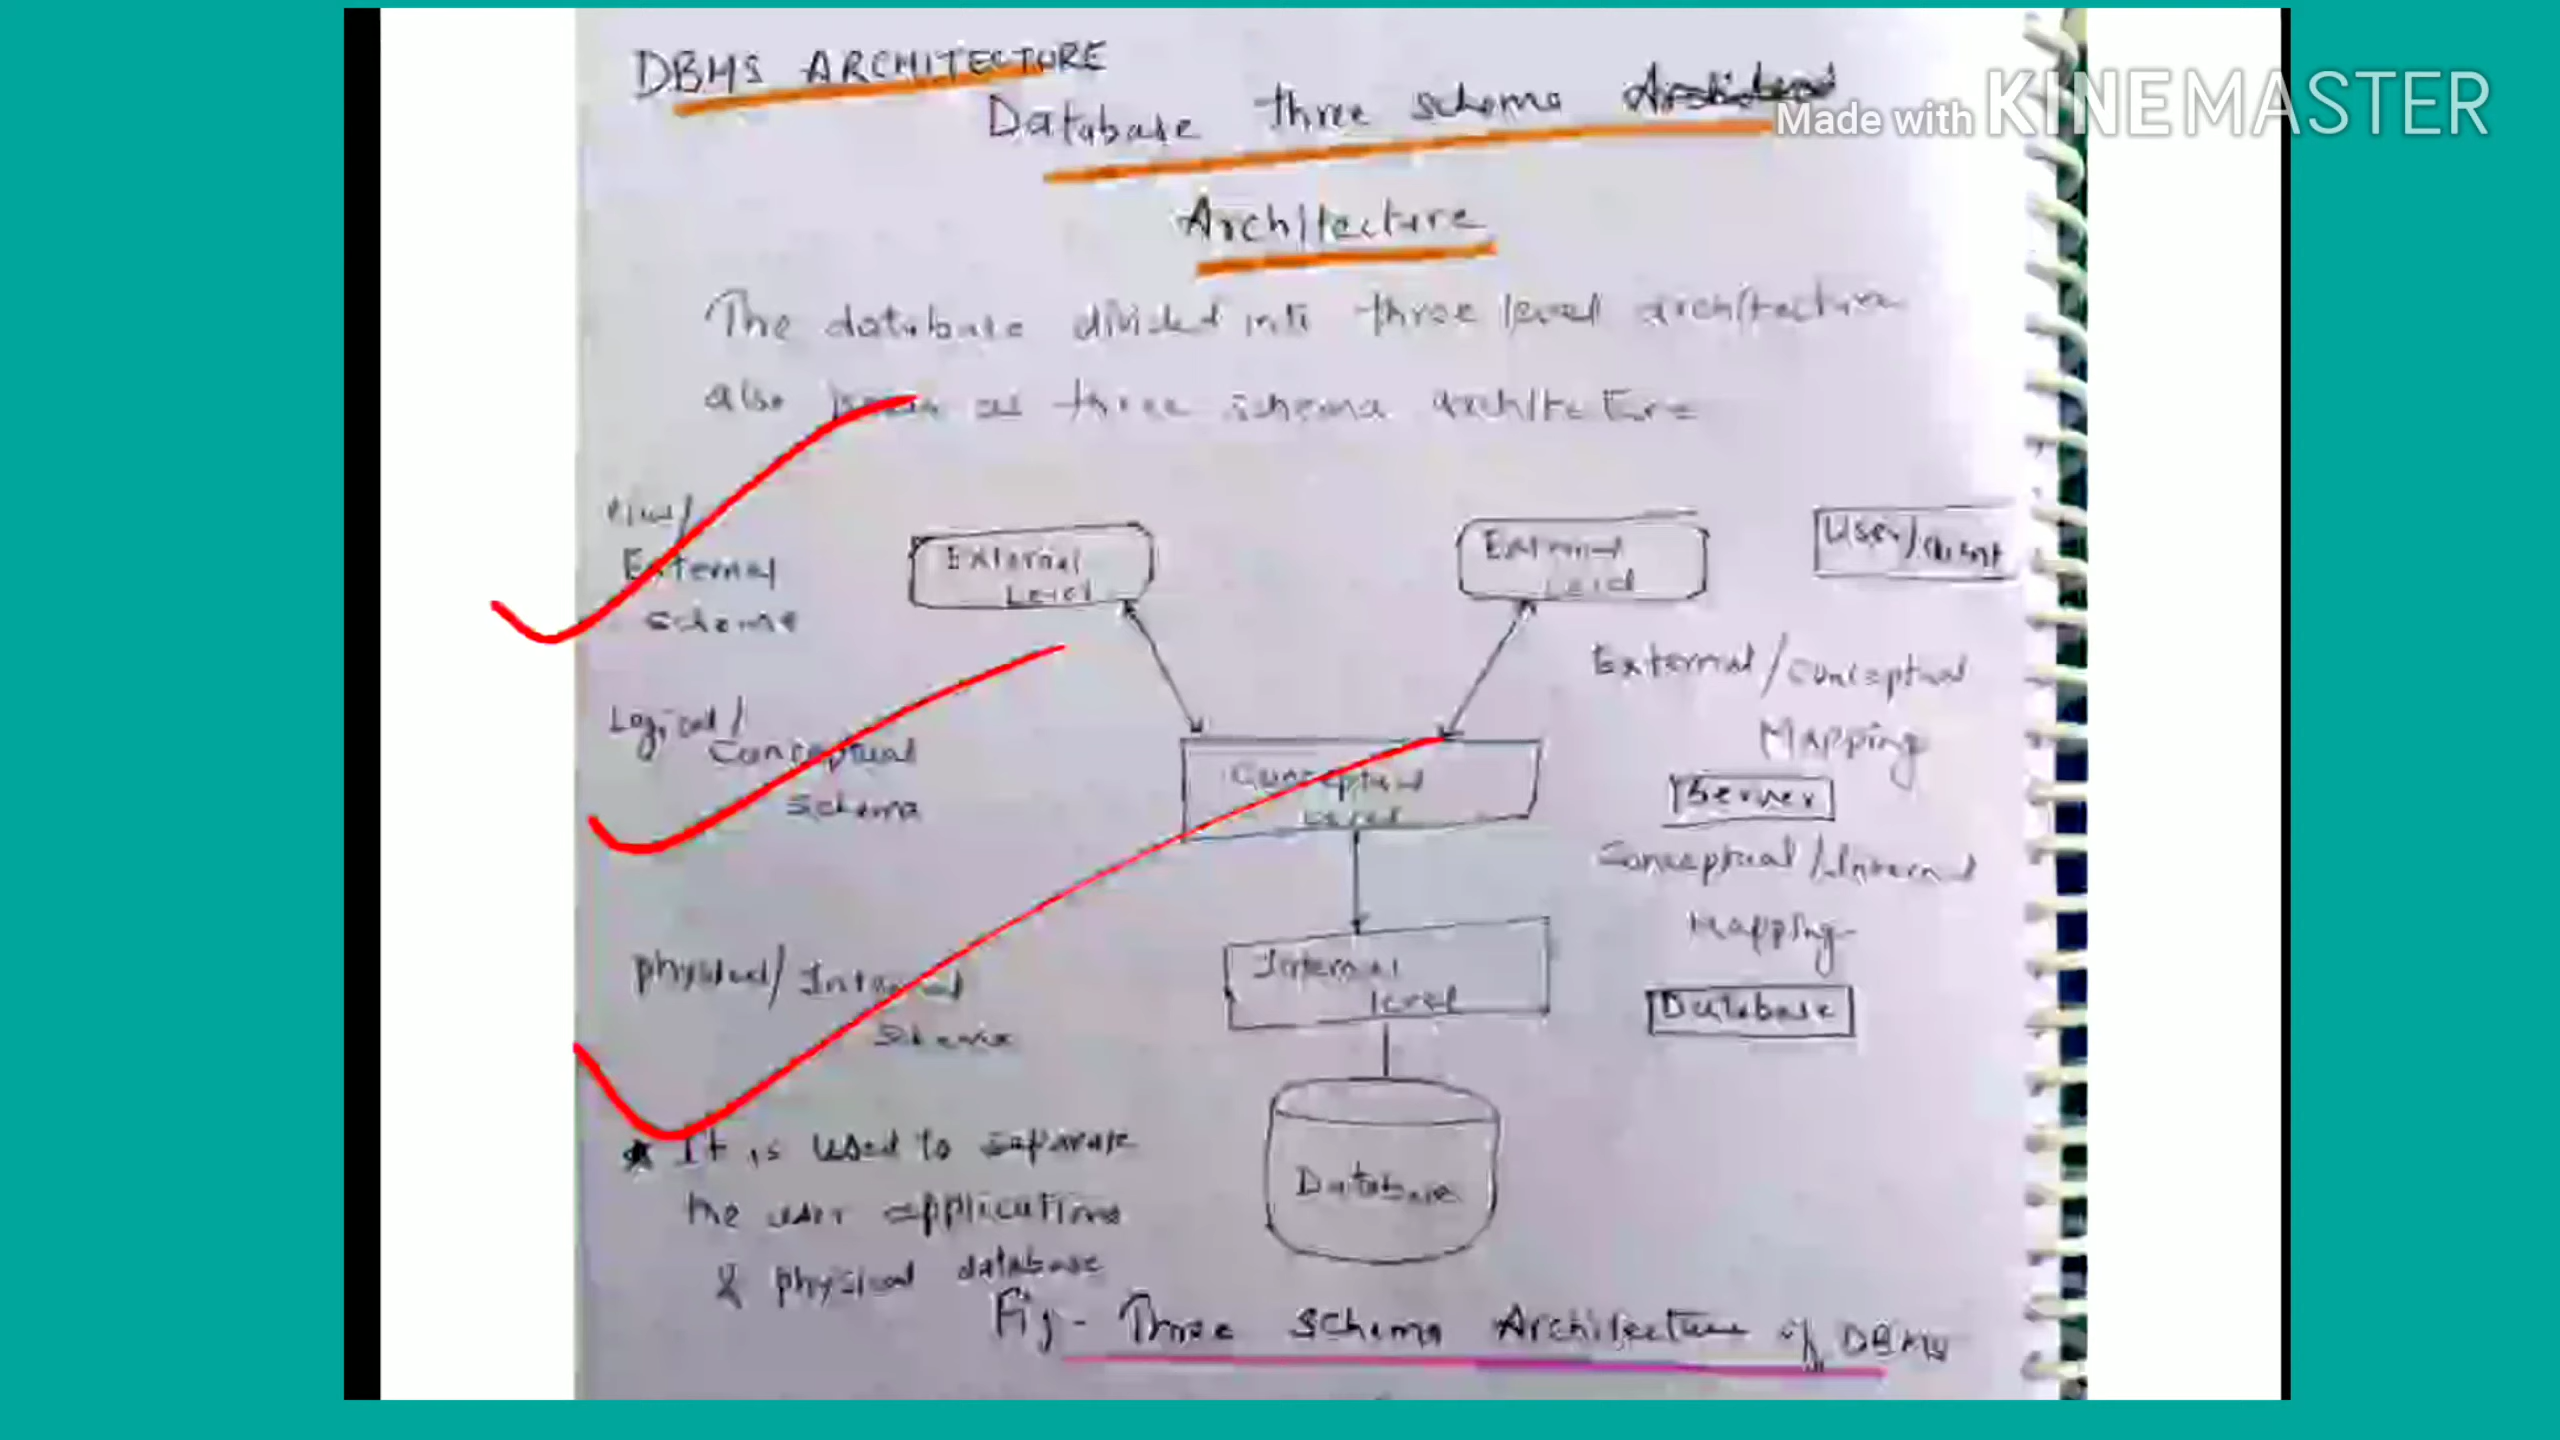 DBMS ARCHITECTURE
Database three schema
Made with KINEMASTER
Architecture
The database divided into three level architecture
also as three schema architecture
View/
External
scheme
External
Level
External
Level
User/Client
External/conceptual
Mapping
Logical/
Conceptual
Schema
Conceptual
Level
Server
Conceptual/Internal
Mapping
physical/Internal
Schema
Internal
level
Database
* It is used to separate
the user applications
& physical database
Database
Fig- Three schema Architecture of DBMS